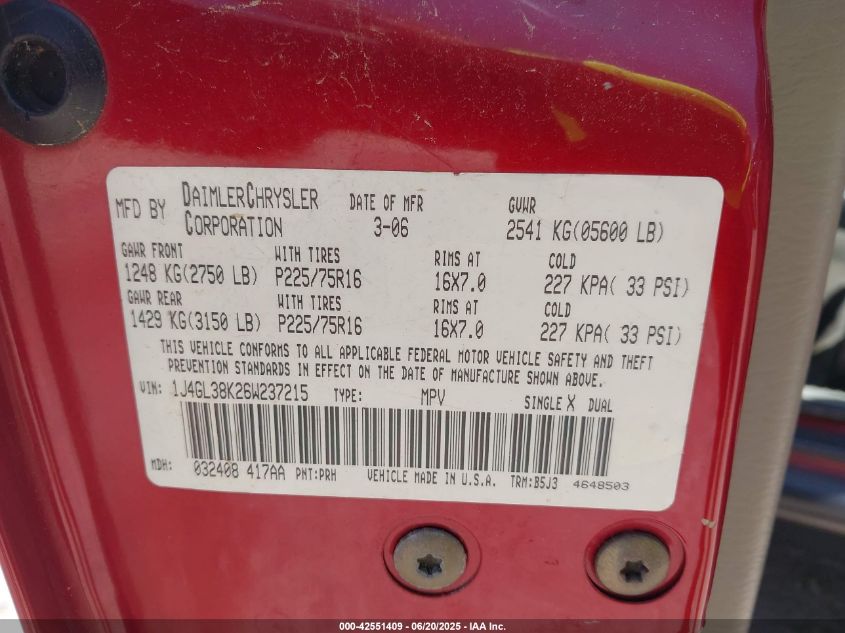 MFD BY DAIMLERCHRYSLER CORPORATION DATE OF MFR 3-06 GVWR 2541 KG(05600 LB)
GAWR FRONT WITH TIRES RIMS AT COLD
1248 KG(2750 LB) P225/75R16 16X7.0 227 KPA( 33 PSI)
GAWR REAR WITH TIRES RIMS AT COLD
1429 KG(3150 LB) P225/75R16 16X7.0 227 KPA( 33 PSI)
THIS VEHICLE CONFORMS TO ALL APPLICABLE FEDERAL MOTOR VEHICLE SAFETY AND THEFT
PREVENTION STANDARDS IN EFFECT ON THE DATE OF MANUFACTURE SHOWN ABOVE.
VIN: 1J4GL38K26W237215 TYPE: MPV SINGLE X DUAL
MDH: 032408 417AA PNT:PRH VEHICLE MADE IN U.S.A. TRM:B5J3 4648503
000-42551409 - 06/20/2025 - IAA Inc.